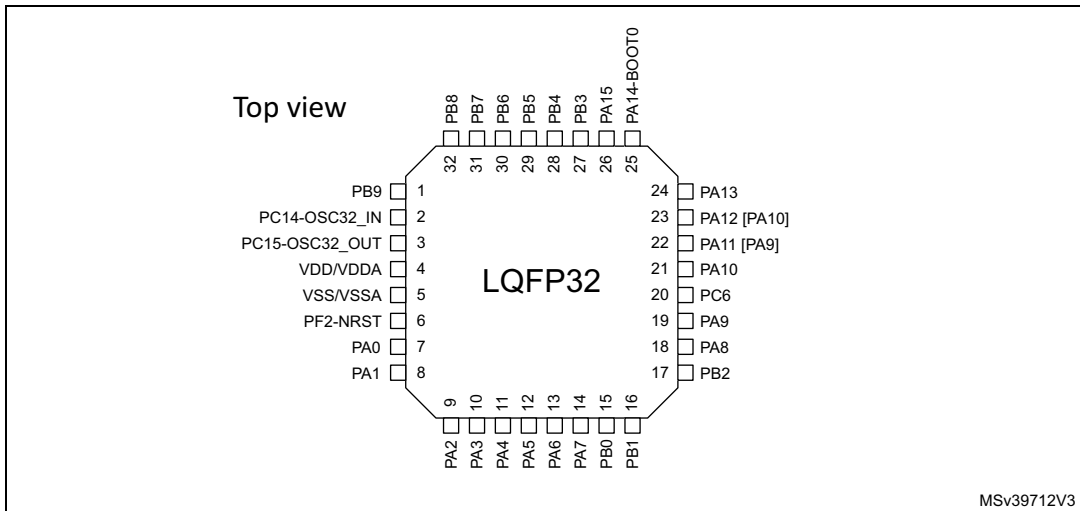 Top view
PB8
PB7
PB6
PB5
PB4
PB3
PA15
PA14-BOOT0
32
31
30
29
28
27
26
25
PB9 1
PC14-OSC32_IN 2
PC15-OSC32_OUT 3
VDD/VDDA 4
VSS/VSSA 5
PF2-NRST 6
PA0 7
PA1 8
LQFP32
24 PA13
23 PA12 [PA10]
22 PA11 [PA9]
21 PA10
20 PC6
19 PA9
18 PA8
17 PB2
9
10
11
12
13
14
15
16
PA2
PA3
PA4
PA5
PA6
PA7
PB0
PB1
MSv39712V3